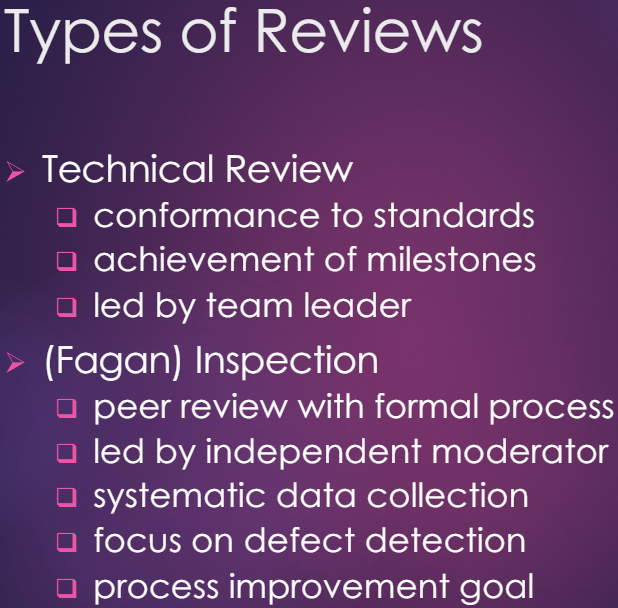 Types of Reviews
Technical Review
conformance to standards
achievement of milestones
led by team leader
(Fagan) Inspection
peer review with formal process
led by independent moderator
systematic data collection
focus on defect detection
process improvement goal